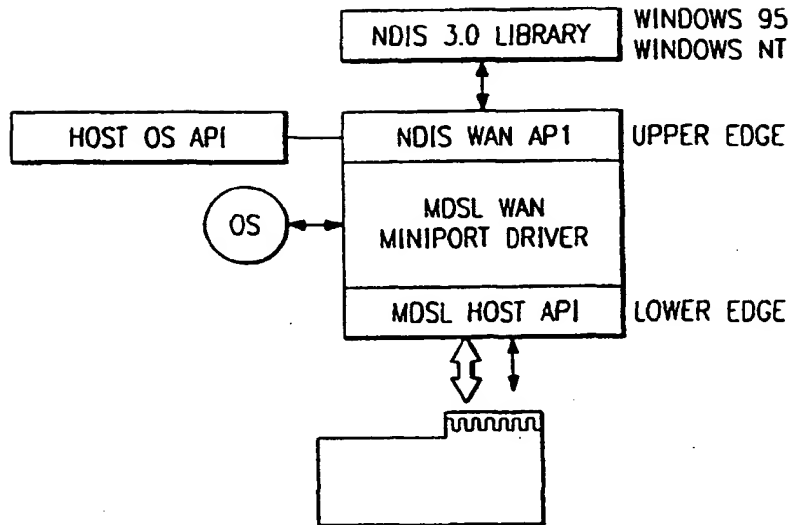 NDIS 3.0 LIBRARY
WINDOWS 95
WINDOWS NT
HOST OS API
NDIS WAN AP1
UPPER EDGE
OS
MDSL WAN
MINIPORT DRIVER
MDSL HOST API
LOWER EDGE